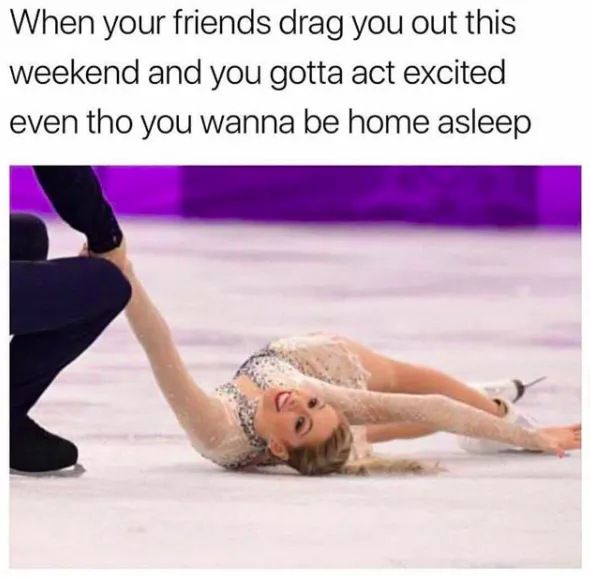 When your friends drag you out this
weekend and you gotta act excited
even tho you wanna be home asleep